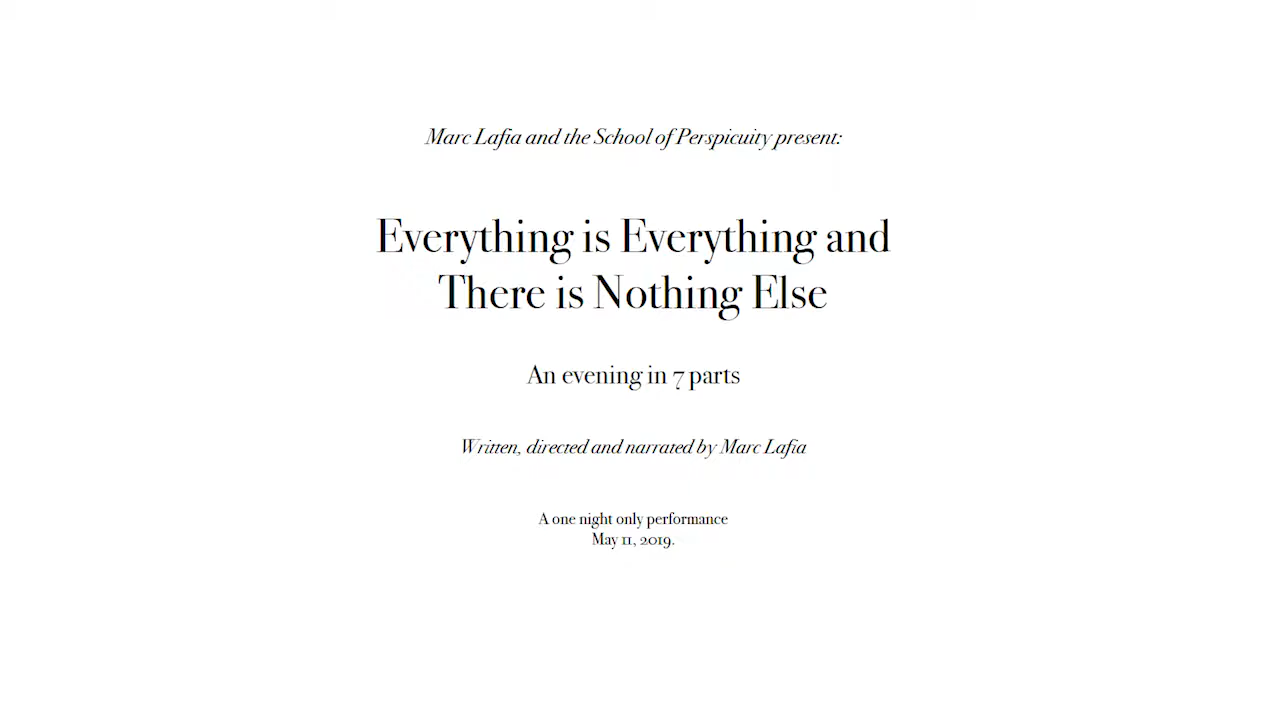 Marc Lafia and the School of Perspicuity present:
Everything is Everything and
There is Nothing Else
An evening in 7 parts
Written, directed and narrated by Marc Lafia
A one night only performance
May 11, 2019.